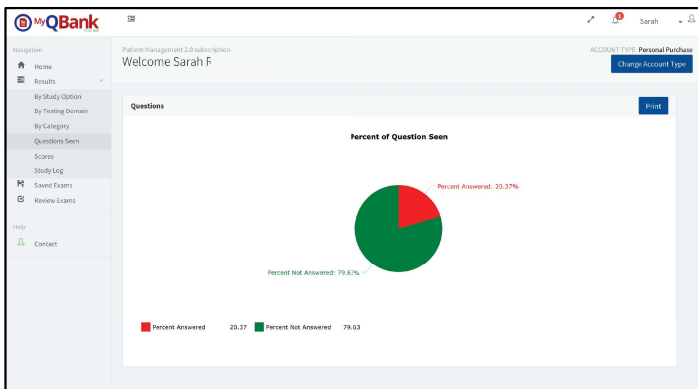 MyQBank
Sarah
1
Navigation
Home
Results
By Study Option
By Testing Domain
By Category
Questions Seen
Scores
Study Log
Saved Exams
Review Exams
Help
Contact
Patient Management 2.0 subscription
Welcome Sarah F
ACCOUNT TYPE: Personal Purchase
Change Account Type
Questions
Print
Percent of Question Seen
Percent Answered: 20.37%
Percent Not Answered: 79.63%
Percent Answered 20.37 Percent Not Answered 79.63